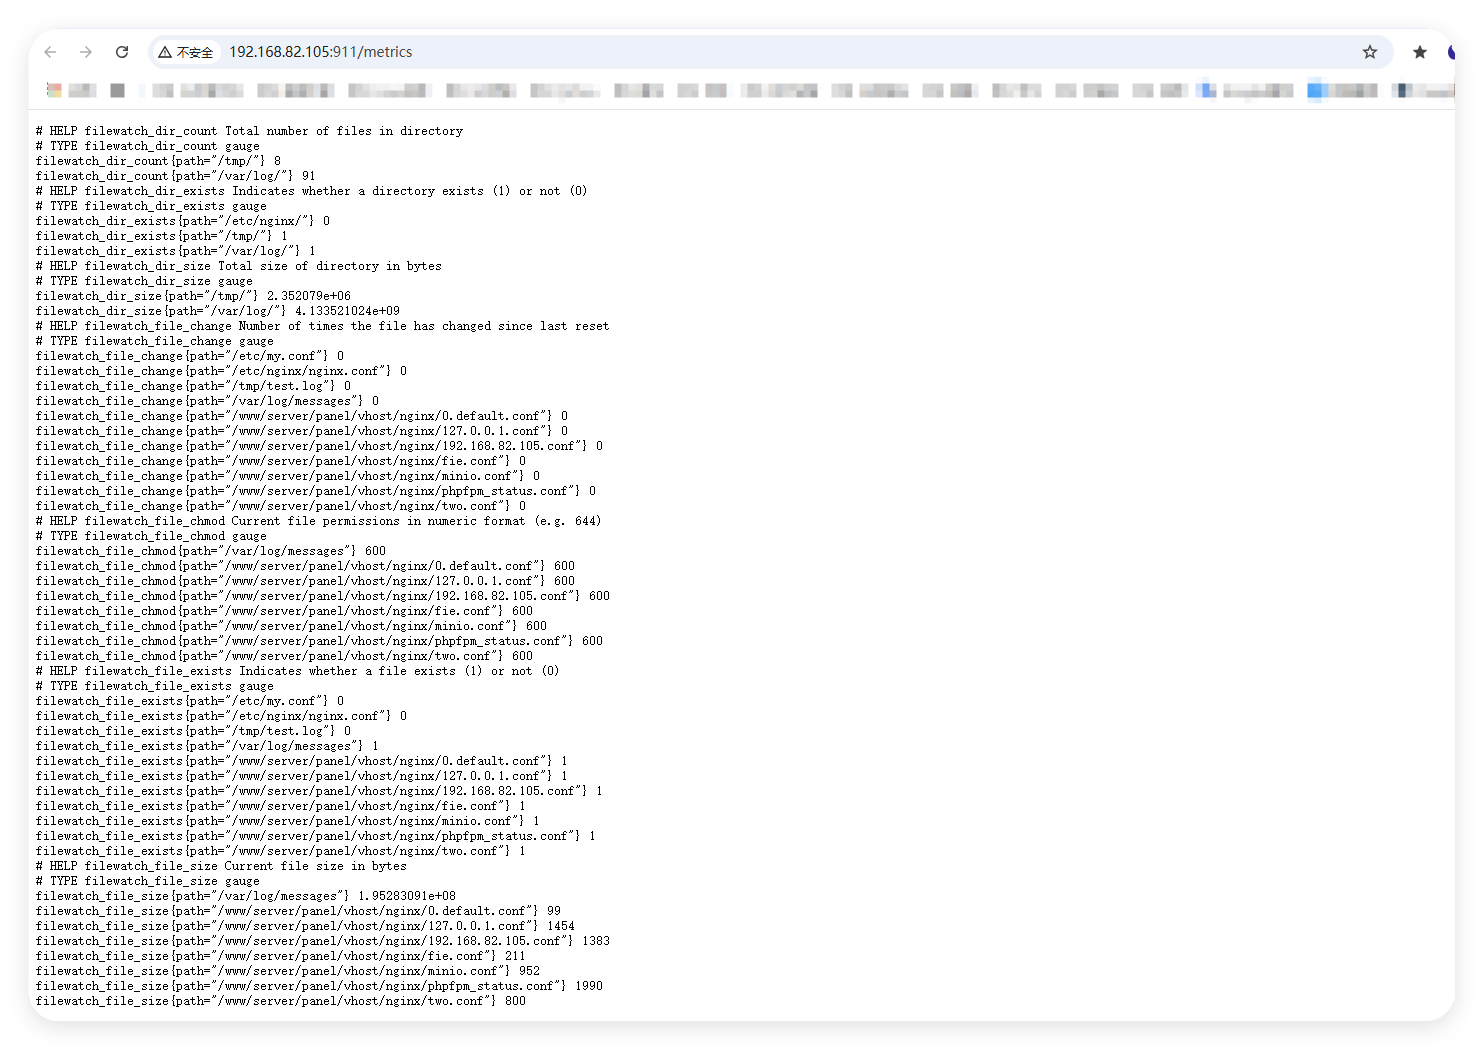 不安全 192.168.82.105:911/metrics
# HELP filewatch_dir_count Total number of files in directory
# TYPE filewatch_dir_count gauge
filewatch_dir_count{path="/tmp/"} 8
filewatch_dir_count{path="/var/log/"} 91
# HELP filewatch_dir_exists Indicates whether a directory exists (1) or not (0)
# TYPE filewatch_dir_exists gauge
filewatch_dir_exists{path="/etc/nginx/"} 0
filewatch_dir_exists{path="/tmp/"} 1
filewatch_dir_exists{path="/var/log/"} 1
# HELP filewatch_dir_size Total size of directory in bytes
# TYPE filewatch_dir_size gauge
filewatch_dir_size{path="/tmp/"} 2.352079e+06
filewatch_dir_size{path="/var/log/"} 4.133521024e+09
# HELP filewatch_file_change Number of times the file has changed since last reset
# TYPE filewatch_file_change gauge
filewatch_file_change{path="/etc/my.conf"} 0
filewatch_file_change{path="/etc/nginx/nginx.conf"} 0
filewatch_file_change{path="/tmp/test.log"} 0
filewatch_file_change{path="/var/log/messages"} 0
filewatch_file_change{path="/www/server/panel/vhost/nginx/0.default.conf"} 0
filewatch_file_change{path="/www/server/panel/vhost/nginx/127.0.0.1.conf"} 0
filewatch_file_change{path="/www/server/panel/vhost/nginx/192.168.82.105.conf"} 0
filewatch_file_change{path="/www/server/panel/vhost/nginx/fie.conf"} 0
filewatch_file_change{path="/www/server/panel/vhost/nginx/minio.conf"} 0
filewatch_file_change{path="/www/server/panel/vhost/nginx/phpfpm_status.conf"} 0
filewatch_file_change{path="/www/server/panel/vhost/nginx/two.conf"} 0
# HELP filewatch_file_chmod Current file permissions in numeric format (e.g. 644)
# TYPE filewatch_file_chmod gauge
filewatch_file_chmod{path="/var/log/messages"} 600
filewatch_file_chmod{path="/www/server/panel/vhost/nginx/0.default.conf"} 600
filewatch_file_chmod{path="/www/server/panel/vhost/nginx/127.0.0.1.conf"} 600
filewatch_file_chmod{path="/www/server/panel/vhost/nginx/192.168.82.105.conf"} 600
filewatch_file_chmod{path="/www/server/panel/vhost/nginx/fie.conf"} 600
filewatch_file_chmod{path="/www/server/panel/vhost/nginx/minio.conf"} 600
filewatch_file_chmod{path="/www/server/panel/vhost/nginx/phpfpm_status.conf"} 600
filewatch_file_chmod{path="/www/server/panel/vhost/nginx/two.conf"} 600
# HELP filewatch_file_exists Indicates whether a file exists (1) or not (0)
# TYPE filewatch_file_exists gauge
filewatch_file_exists{path="/etc/my.conf"} 0
filewatch_file_exists{path="/etc/nginx/nginx.conf"} 0
filewatch_file_exists{path="/tmp/test.log"} 0
filewatch_file_exists{path="/var/log/messages"} 1
filewatch_file_exists{path="/www/server/panel/vhost/nginx/0.default.conf"} 1
filewatch_file_exists{path="/www/server/panel/vhost/nginx/127.0.0.1.conf"} 1
filewatch_file_exists{path="/www/server/panel/vhost/nginx/192.168.82.105.conf"} 1
filewatch_file_exists{path="/www/server/panel/vhost/nginx/fie.conf"} 1
filewatch_file_exists{path="/www/server/panel/vhost/nginx/minio.conf"} 1
filewatch_file_exists{path="/www/server/panel/vhost/nginx/phpfpm_status.conf"} 1
filewatch_file_exists{path="/www/server/panel/vhost/nginx/two.conf"} 1
# HELP filewatch_file_size Current file size in bytes
# TYPE filewatch_file_size gauge
filewatch_file_size{path="/var/log/messages"} 1.95283091e+08
filewatch_file_size{path="/www/server/panel/vhost/nginx/0.default.conf"} 99
filewatch_file_size{path="/www/server/panel/vhost/nginx/127.0.0.1.conf"} 1454
filewatch_file_size{path="/www/server/panel/vhost/nginx/192.168.82.105.conf"} 1383
filewatch_file_size{path="/www/server/panel/vhost/nginx/fie.conf"} 211
filewatch_file_size{path="/www/server/panel/vhost/nginx/minio.conf"} 952
filewatch_file_size{path="/www/server/panel/vhost/nginx/phpfpm_status.conf"} 1990
filewatch_file_size{path="/www/server/panel/vhost/nginx/two.conf"} 800